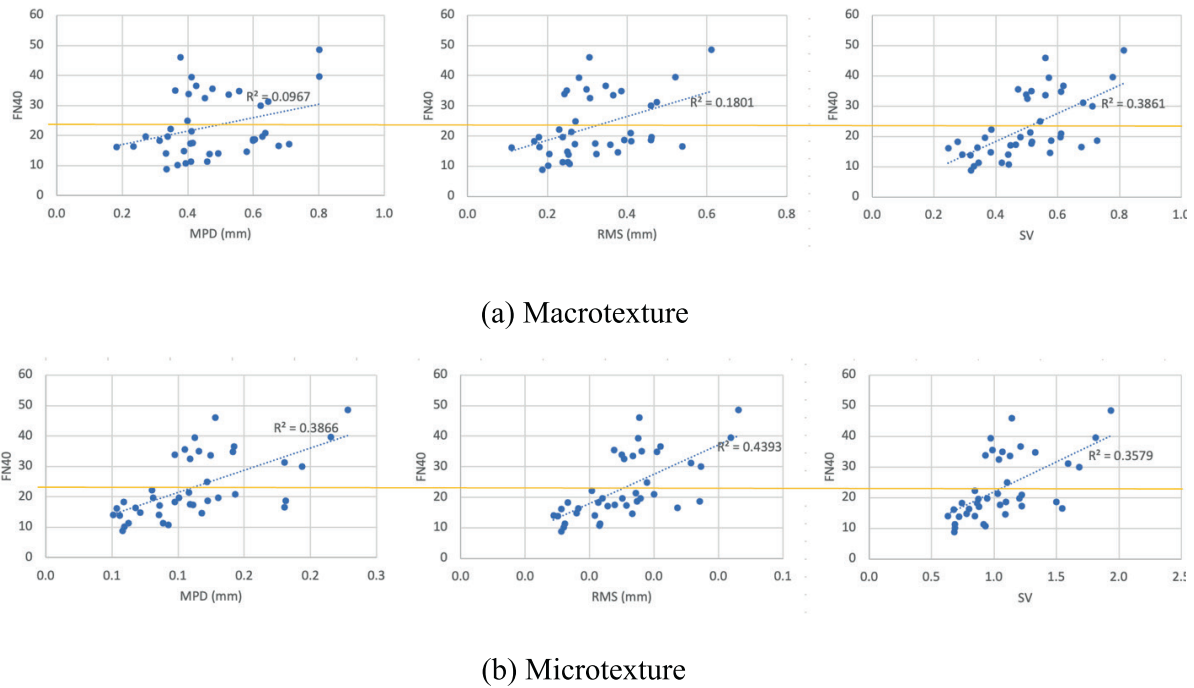 60
50
40
30
20
10
0
FN40
R² = 0.0967
0.0 0.2 0.4 0.6 0.8 1.0
MPD (mm)
60
50
40
30
20
10
0
FN40
R² = 0.1801
0.0 0.2 0.4 0.6 0.8
RMS (mm)
60
50
40
30
20
10
0
FN40
R² = 0.3861
0.0 0.2 0.4 0.6 0.8 1.0
SV
(a) Macrotexture
60
50
40
30
20
10
0
FN40
R² = 0.3866
0.0 0.1 0.1 0.2 0.2 0.3
MPD (mm)
60
50
40
30
20
10
0
FN40
R² = 0.4393
0.0 0.0 0.0 0.0 0.0 0.1
RMS (mm)
60
50
40
30
20
10
0
FN40
R² = 0.3579
0.0 0.5 1.0 1.5 2.0 2.5
SV
(b) Microtexture